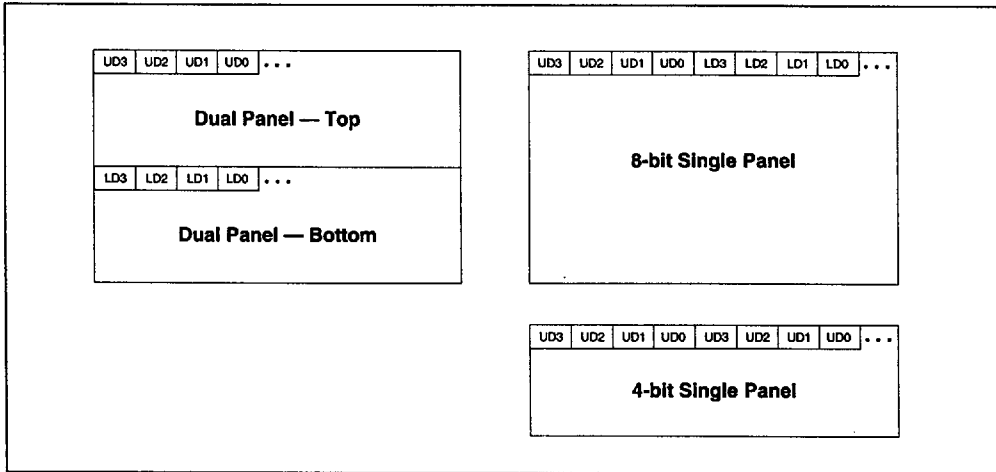 UD3 UD2 UD1 UD0 ...
Dual Panel — Top
LD3 LD2 LD1 LD0 ...
Dual Panel — Bottom
UD3 UD2 UD1 UD0 LD3 LD2 LD1 LD0 ...
8-bit Single Panel
UD3 UD2 UD1 UD0 UD3 UD2 UD1 UD0 ...
4-bit Single Panel